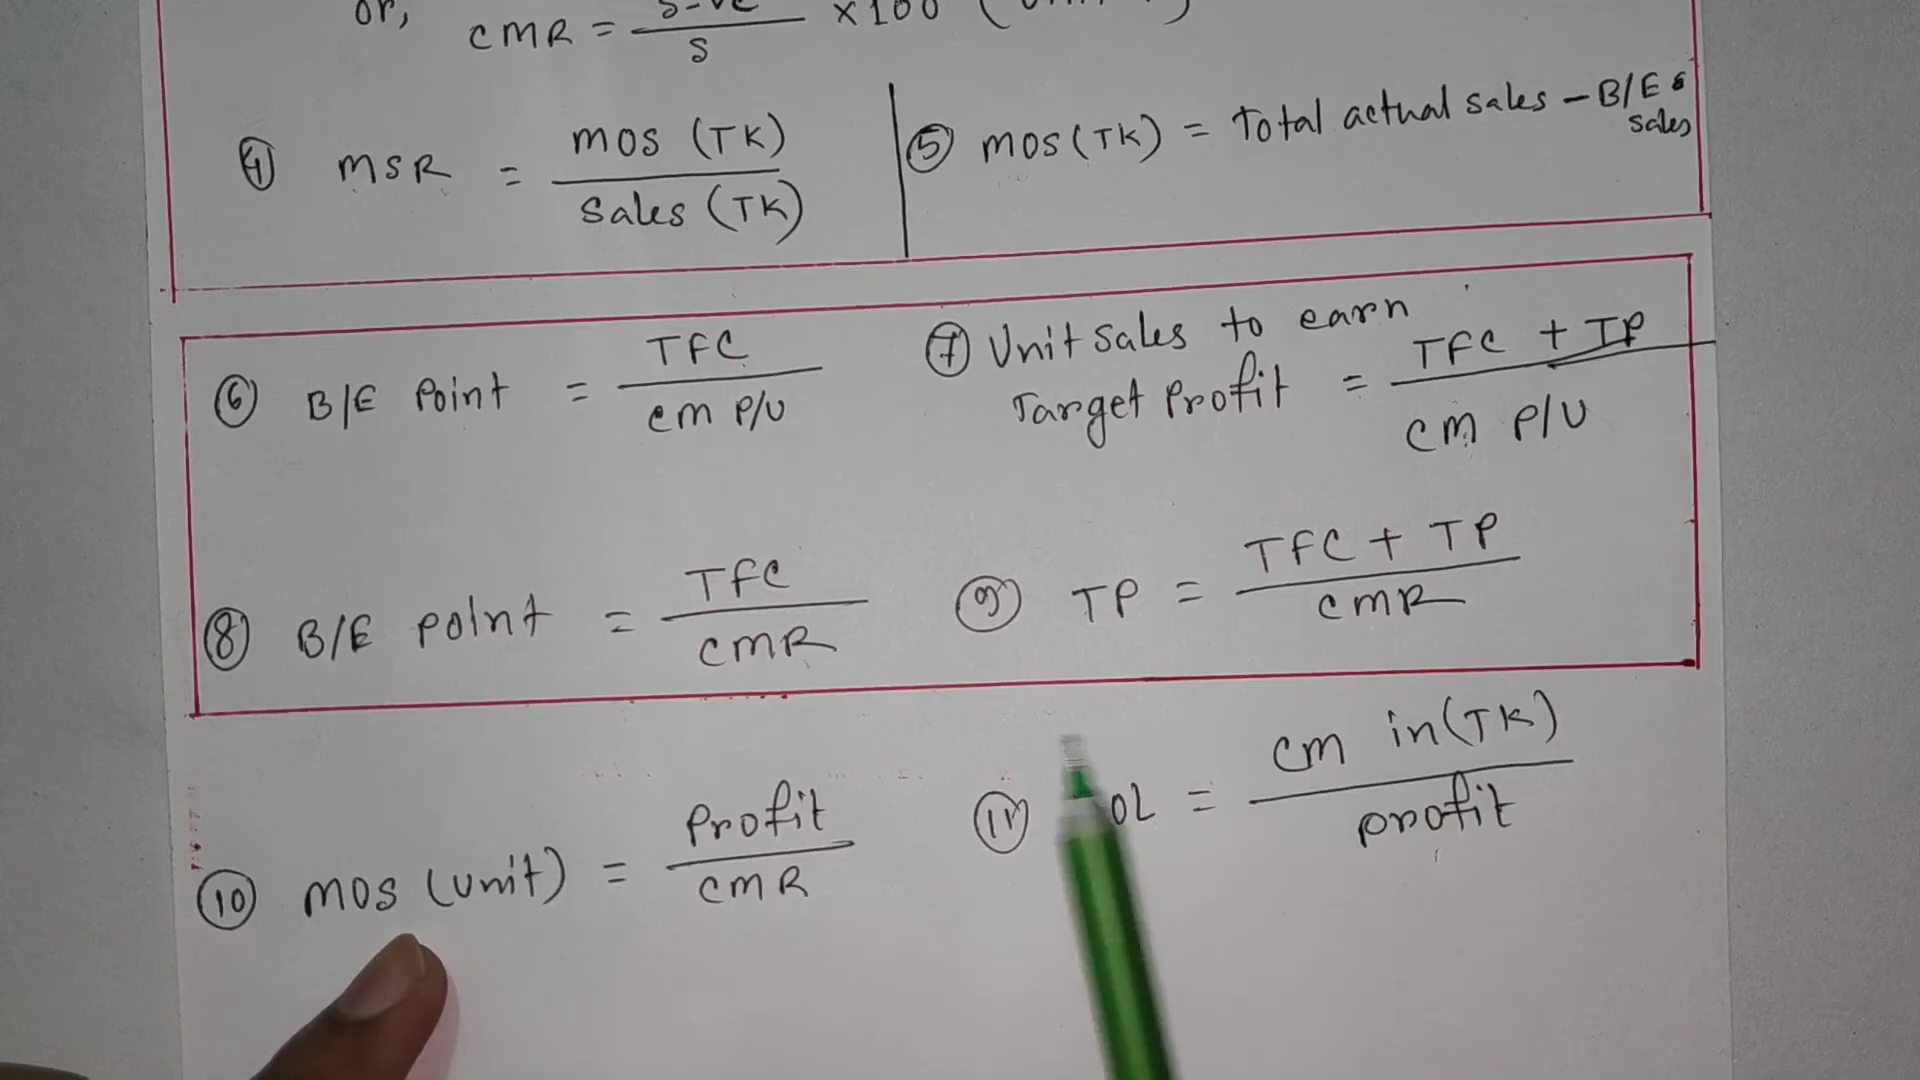 or, CMR = S-VC / S ×100
④ MSR = MOS (TK) / Sales (TK)
⑤ MOS (TK) = Total actual sales - B/E sales
⑥ B/E Point = TFC / CM P/U
⑦ Unit Sales to earn Target Profit = TFC + TP / CM P/U
⑧ B/E point = TFC / CMR
⑨ TP = TFC + TP / CMR
⑩ MOS (unit) = Profit / CMR
⑪ OL = CM in (TK) / profit